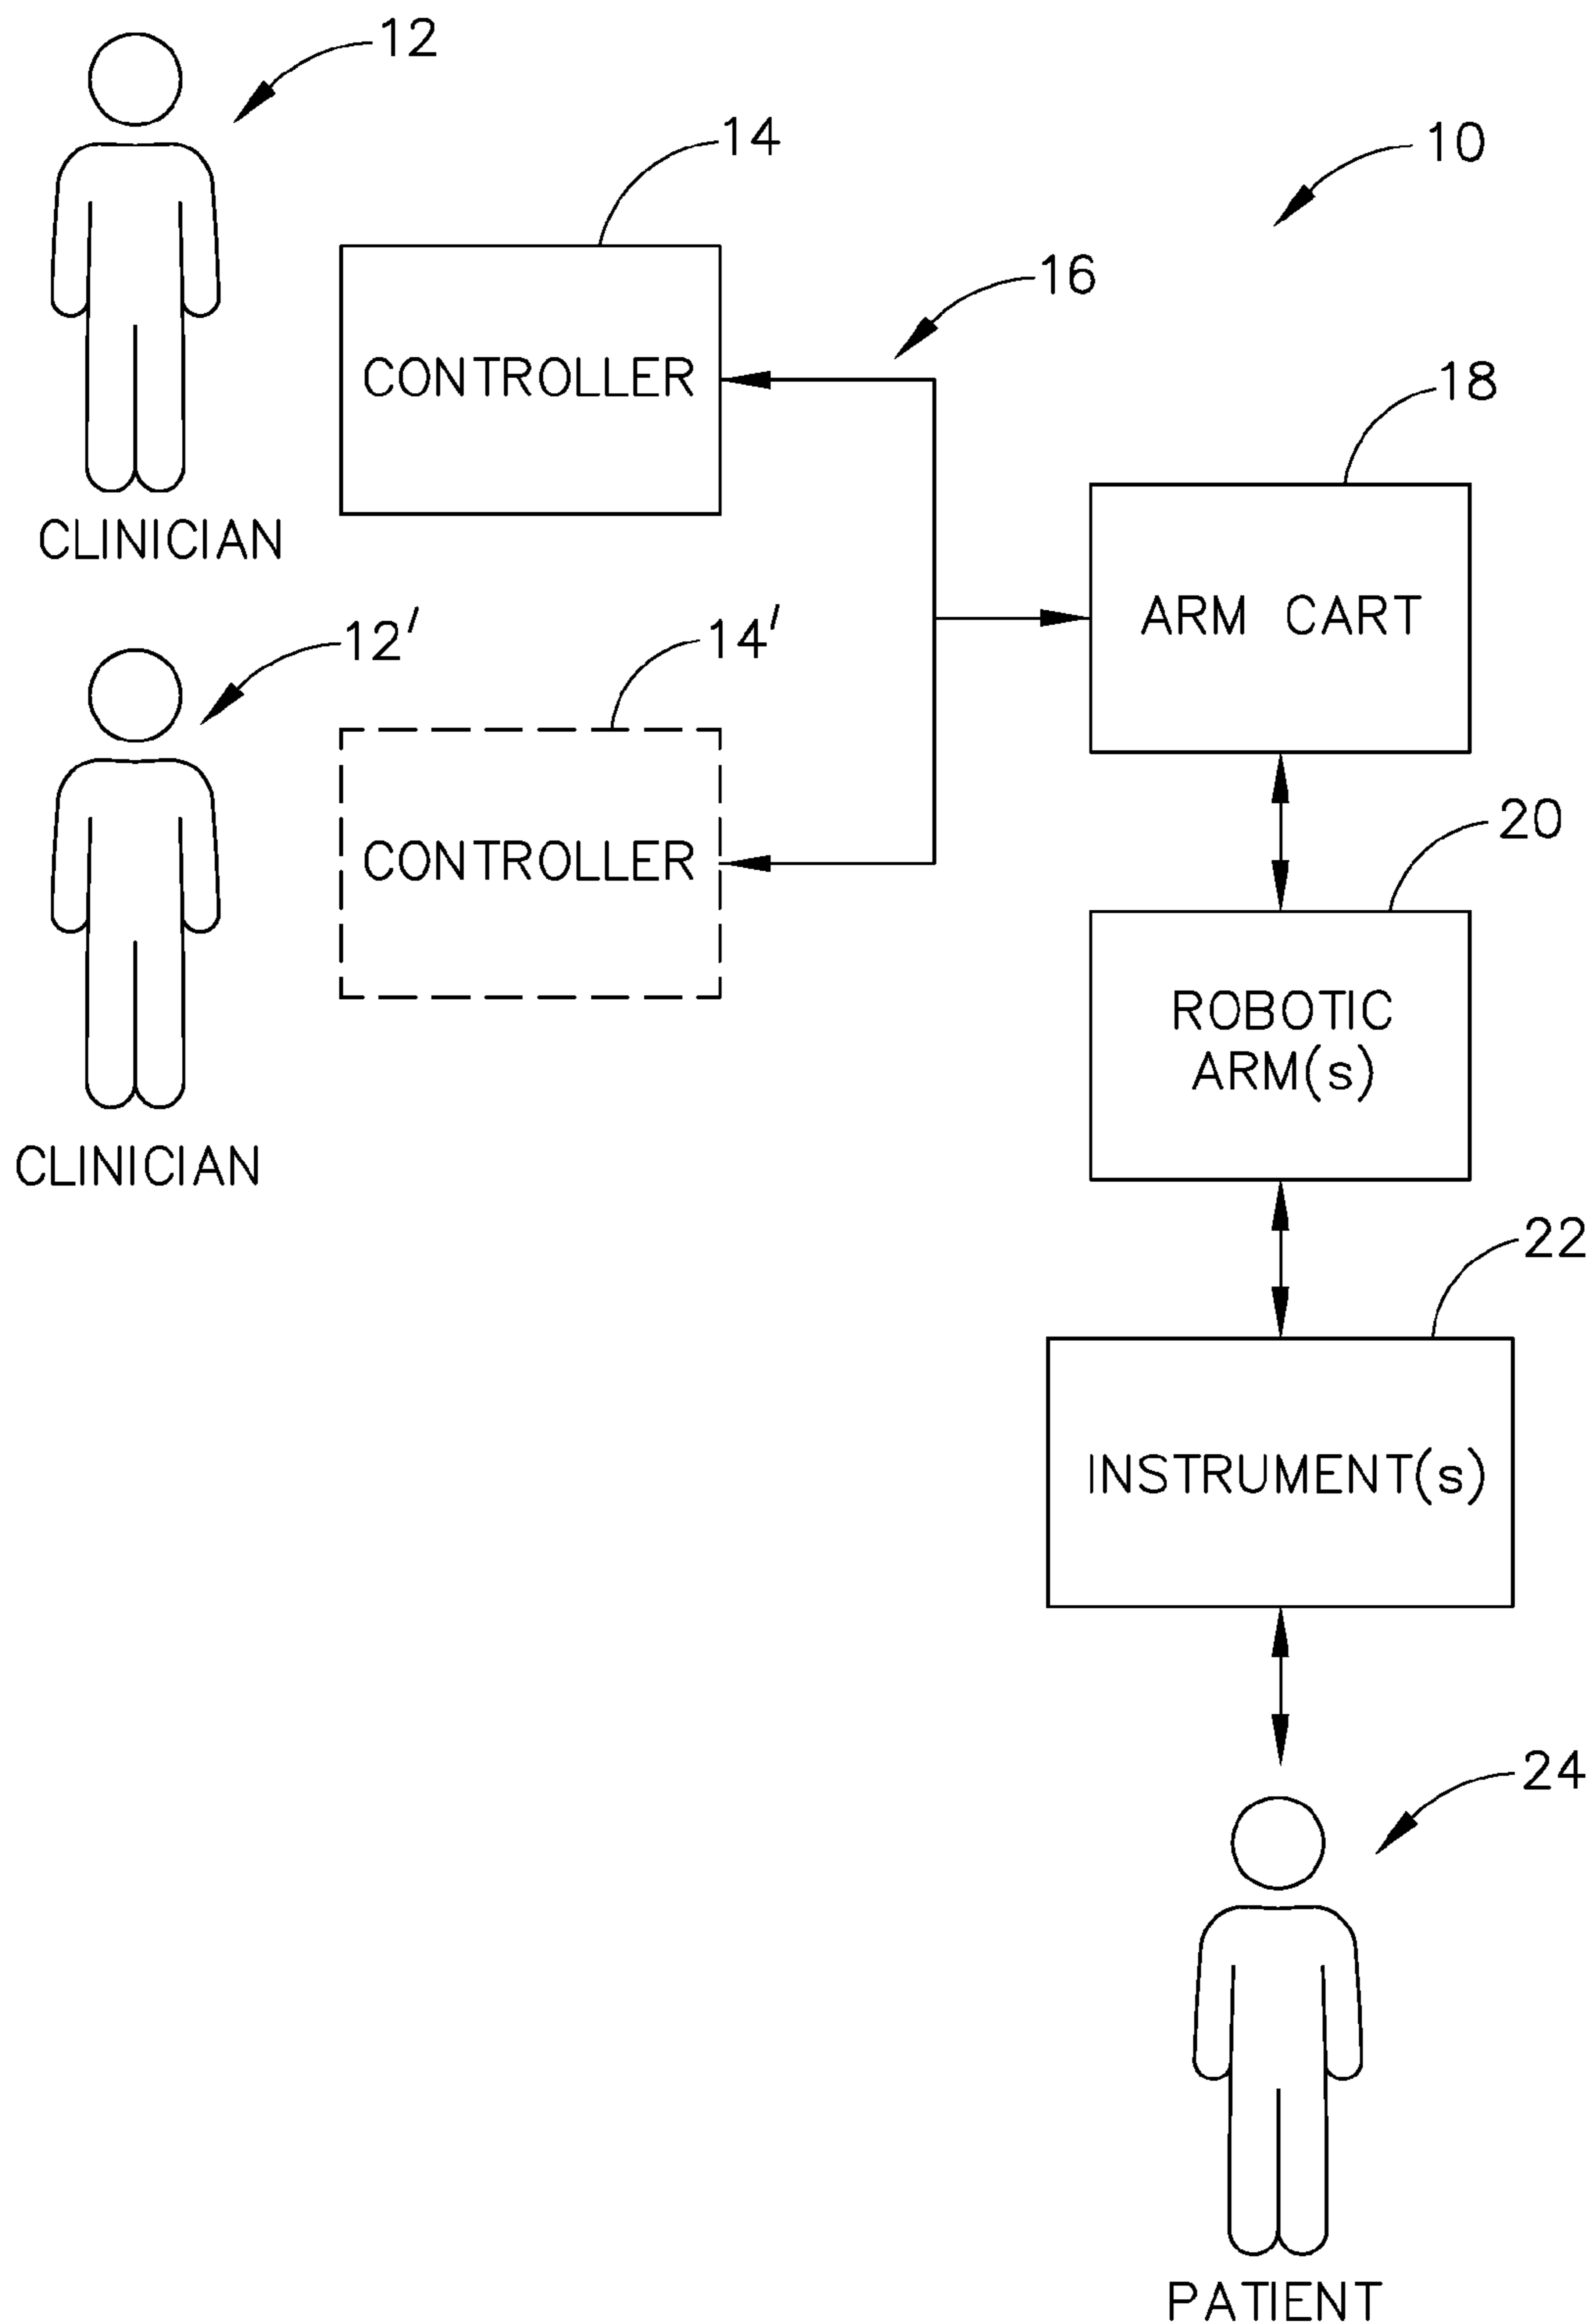 12
14
10
16
CONTROLLER
18
CLINICIAN
ARM CART
12'
14'
20
CONTROLLER
ROBOTIC
ARM(s)
CLINICIAN
22
INSTRUMENT(s)
24
PATIENT